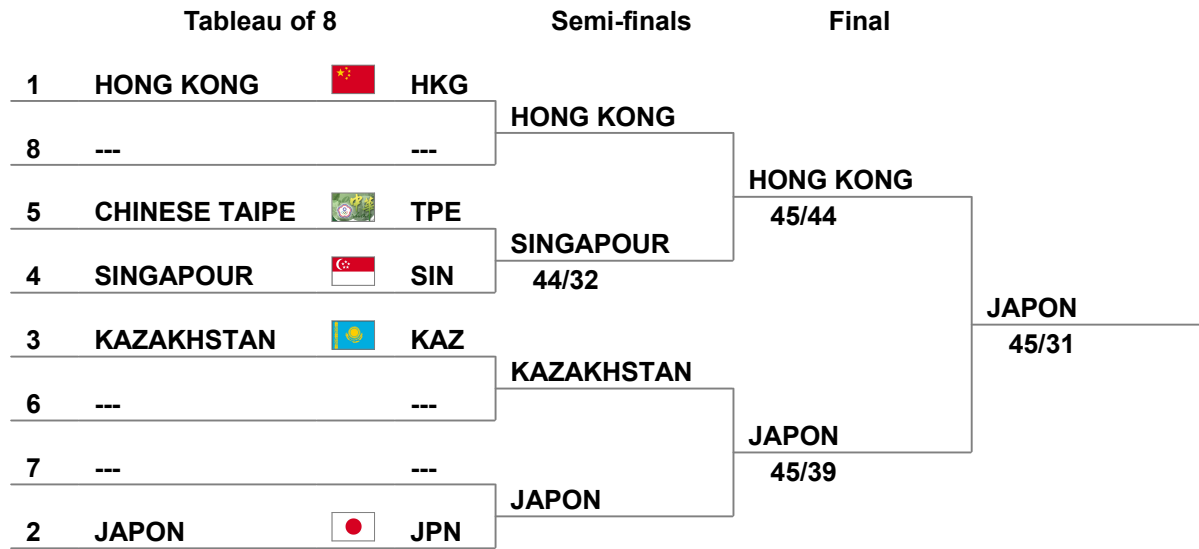 Tableau of 8 Semi-finals Final
1 HONG KONG HKG
HONG KONG
8 --- ---
HONG KONG
45/44
5 CHINESE TAIPE TPE
SINGAPOUR
44/32
4 SINGAPOUR SIN
JAPON
45/31
3 KAZAKHSTAN KAZ
KAZAKHSTAN
6 --- ---
JAPON
45/39
7 --- ---
JAPON
2 JAPON JPN